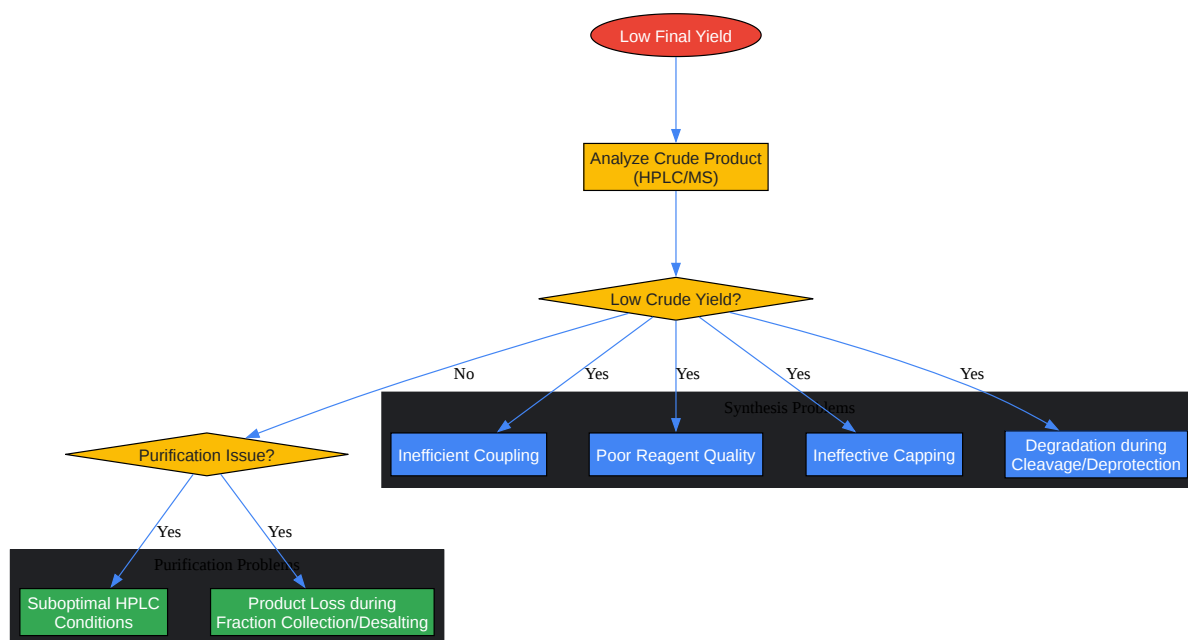 Low Final Yield
Analyze Crude Product
(HPLC/MS)
Low Crude Yield?
No
Yes
Yes
Yes
Yes
Synthesis Problems
Purification Issue?
Inefficient Coupling
Poor Reagent Quality
Ineffective Capping
Degradation during
Cleavage/Deprotection
Yes
Yes
Purification Problems
Suboptimal HPLC
Conditions
Product Loss during
Fraction Collection/Desalting